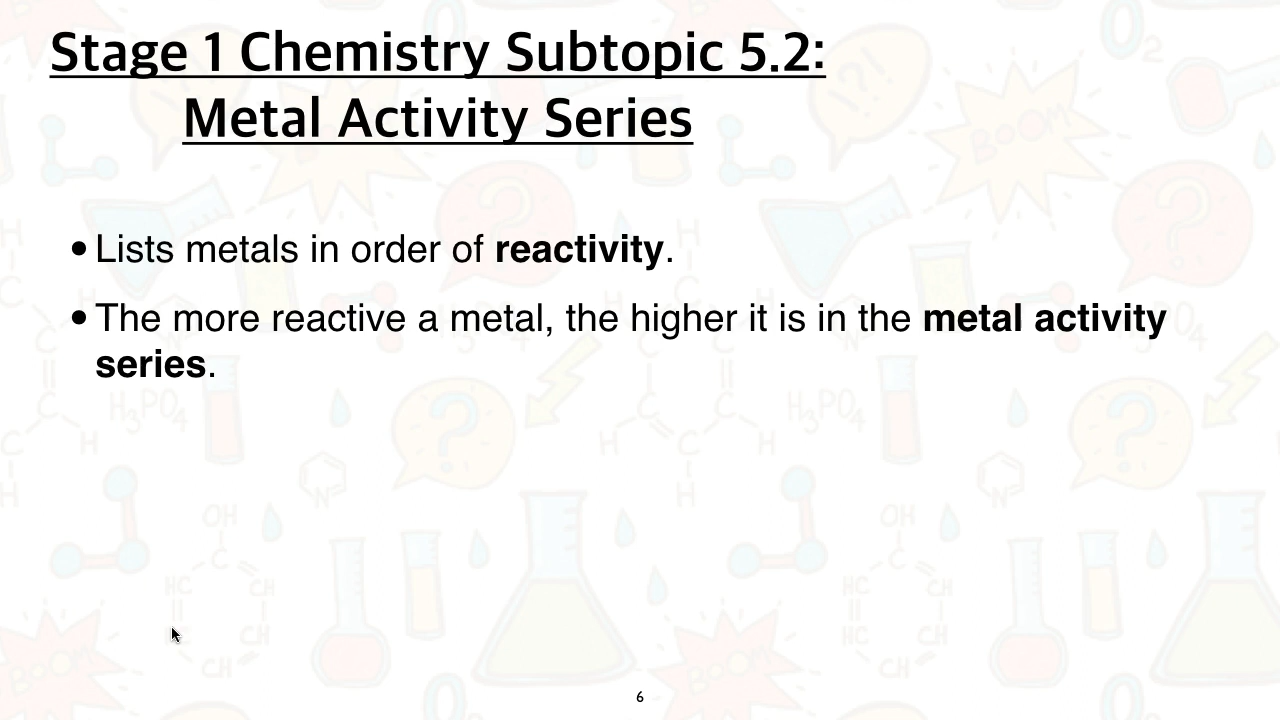 Stage 1 Chemistry Subtopic 5.2:
Metal Activity Series
• Lists metals in order of reactivity.
• The more reactive a metal, the higher it is in the metal activity
series.
6